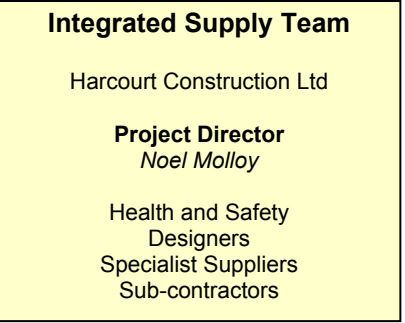 Integrated Supply Team
Harcourt Construction Ltd
Project Director
Noel Molloy
Health and Safety
Designers
Specialist Suppliers
Sub-contractors